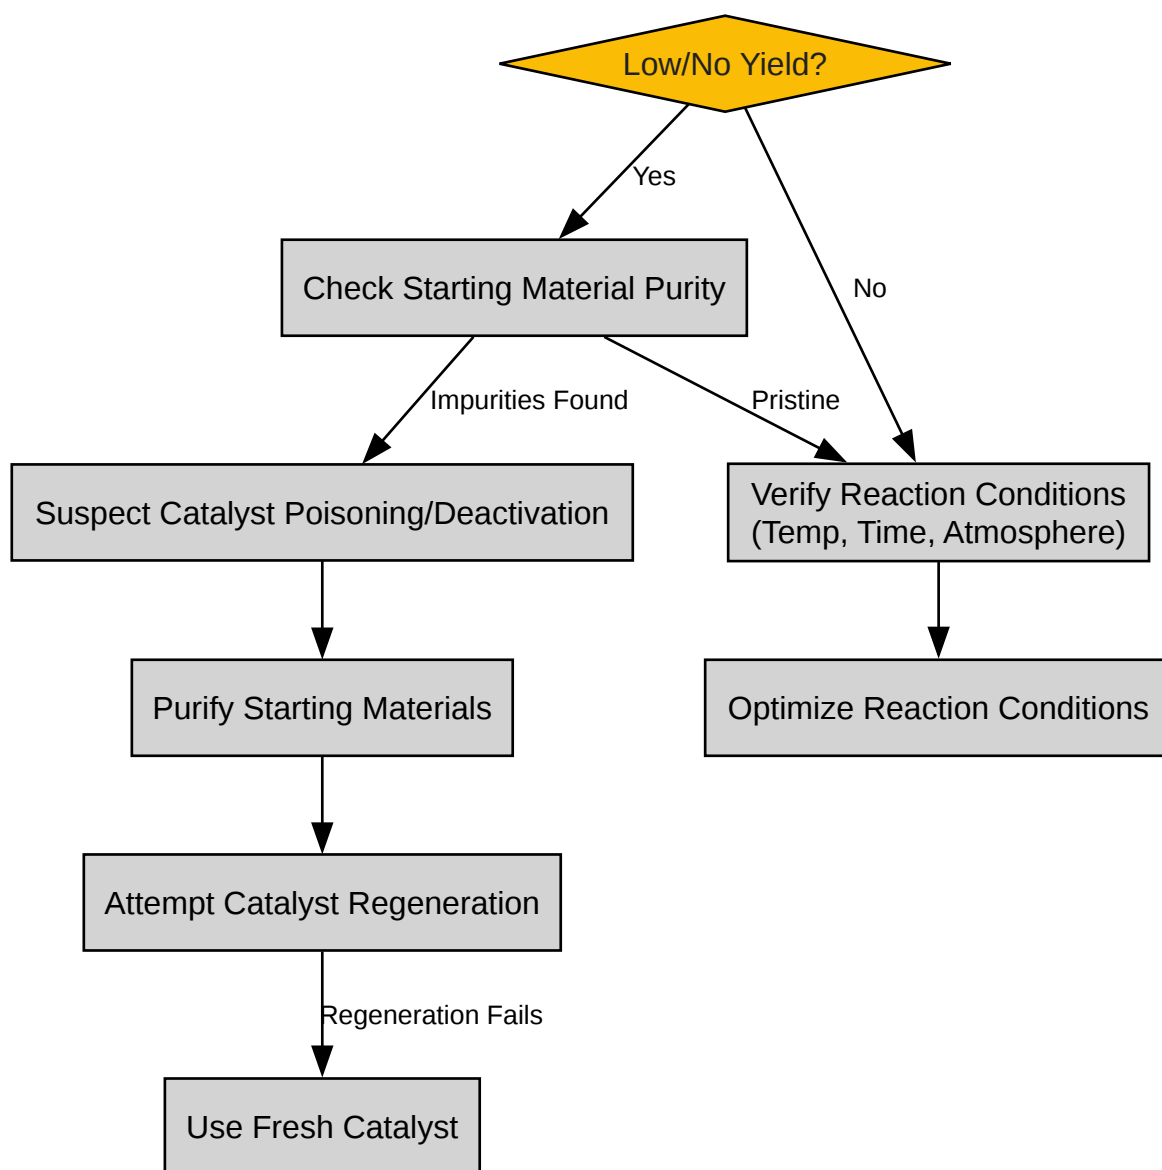 Low/No Yield?
Yes
No
Check Starting Material Purity
Impurities Found
Pristine
Suspect Catalyst Poisoning/Deactivation
Verify Reaction Conditions
(Temp, Time, Atmosphere)
Purify Starting Materials
Optimize Reaction Conditions
Attempt Catalyst Regeneration
Regeneration Fails
Use Fresh Catalyst